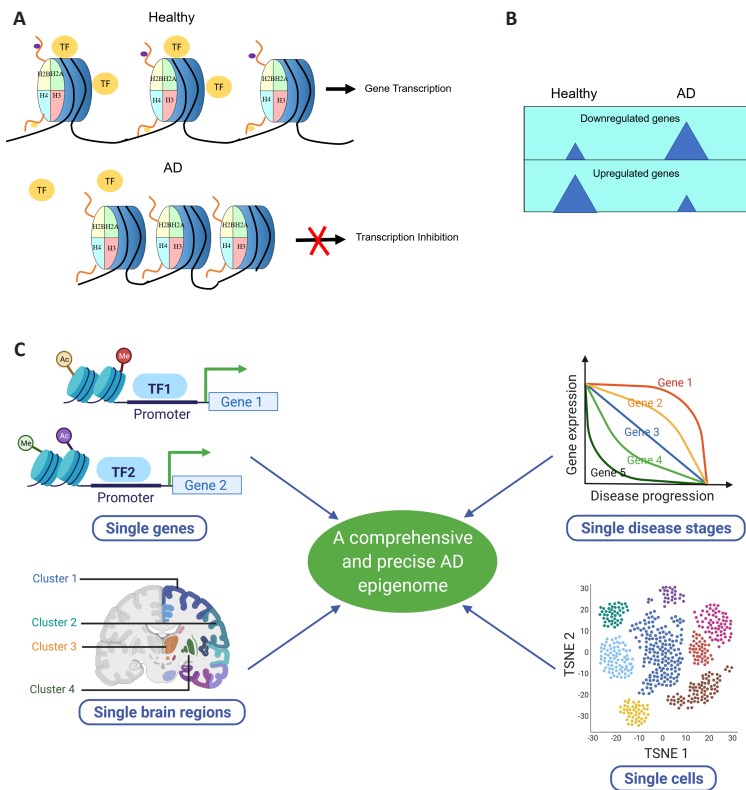 A
Healthy
TF
TF
TF
TF
H2B H2A
H4 H3
H2B H2A
H4 H3
H2B H2A
H4 H3
Gene Transcription
AD
TF
TF
H2B H2A
H4 H3
H2B H2A
H4 H3
H2B H2A
H4 H3
Transcription Inhibition
B
Healthy AD
Downregulated genes
Upregulated genes
C
Ac
Me
TF1
Promoter
Gene 1
Me
Ac
TF2
Promoter
Gene 2
Single genes
Gene expression
Gene 1
Gene 2
Gene 3
Gene 4
Gene 5
Disease progression
Single disease stages
A comprehensive
and precise AD
epigenome
Cluster 1
Cluster 2
Cluster 3
Cluster 4
Single brain regions
TSNE 2
30
20
10
0
-10
-20
-30
-30 -20 -10 0 10 20 30
TSNE 1
Single cells